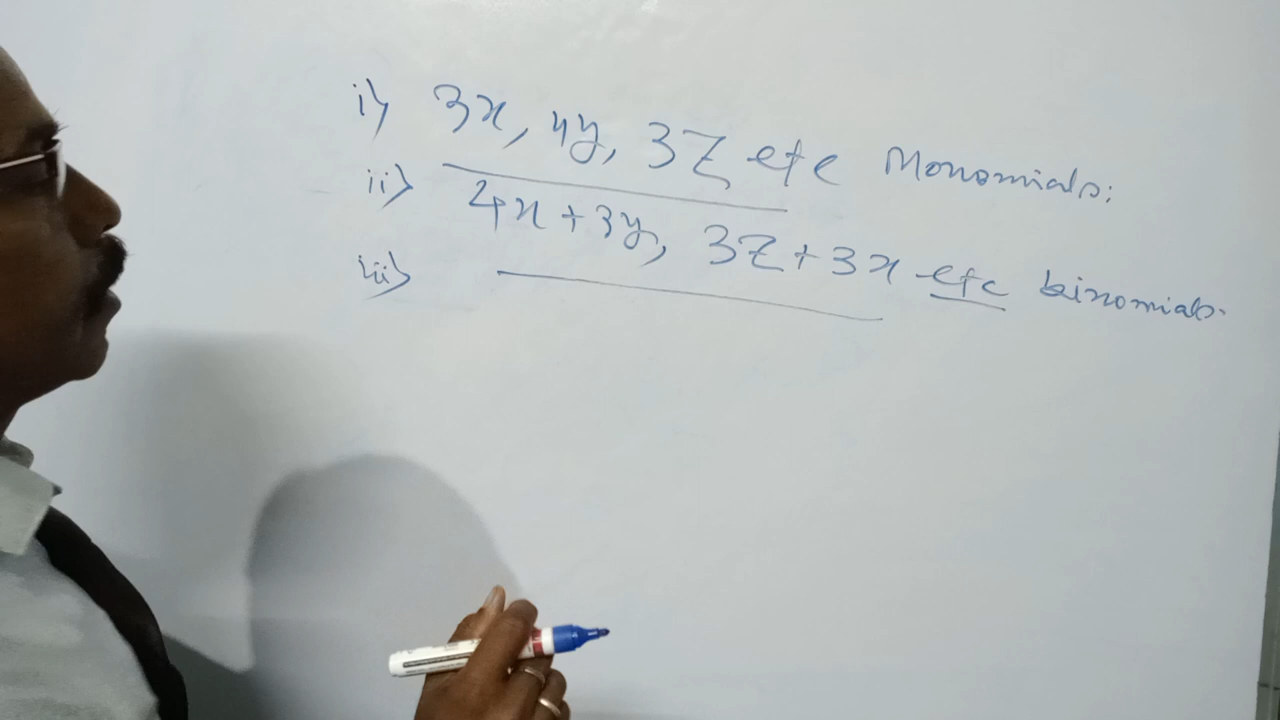 i) 3x, 4y, 3Z etc Monomials:
ii) 4x + 3y, 3Z + 3x etc binomials.
iii)